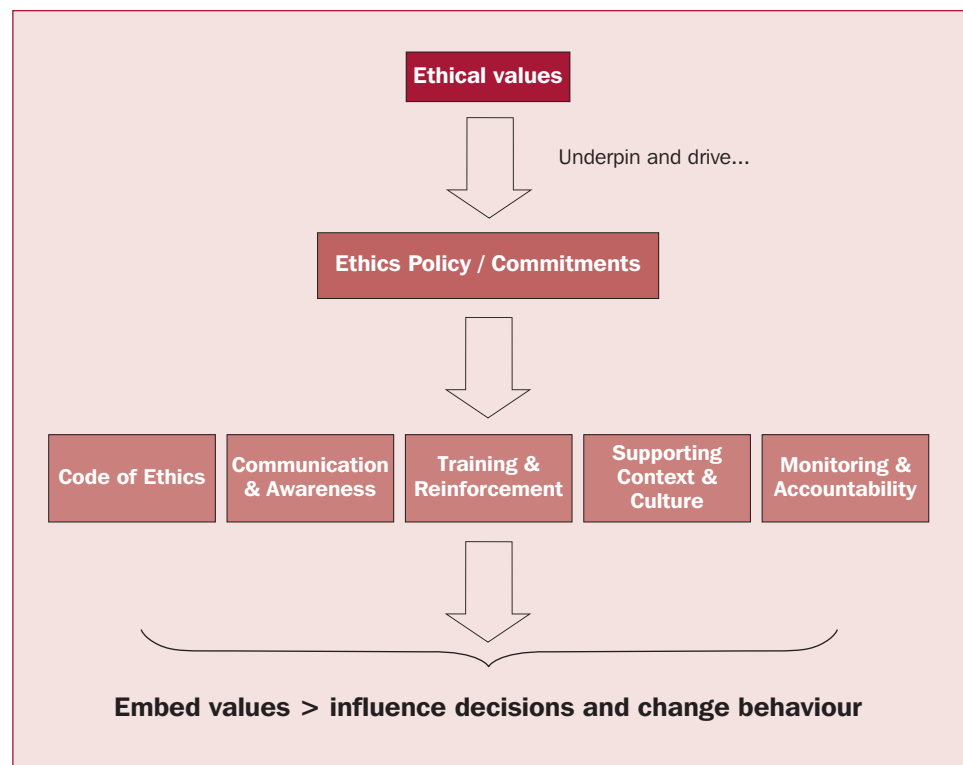 Ethical values
Underpin and drive...
Ethics Policy / Commitments
Code of Ethics
Communication
& Awareness
Training &
Reinforcement
Supporting
Context &
Culture
Monitoring &
Accountability
Embed values > influence decisions and change behaviour